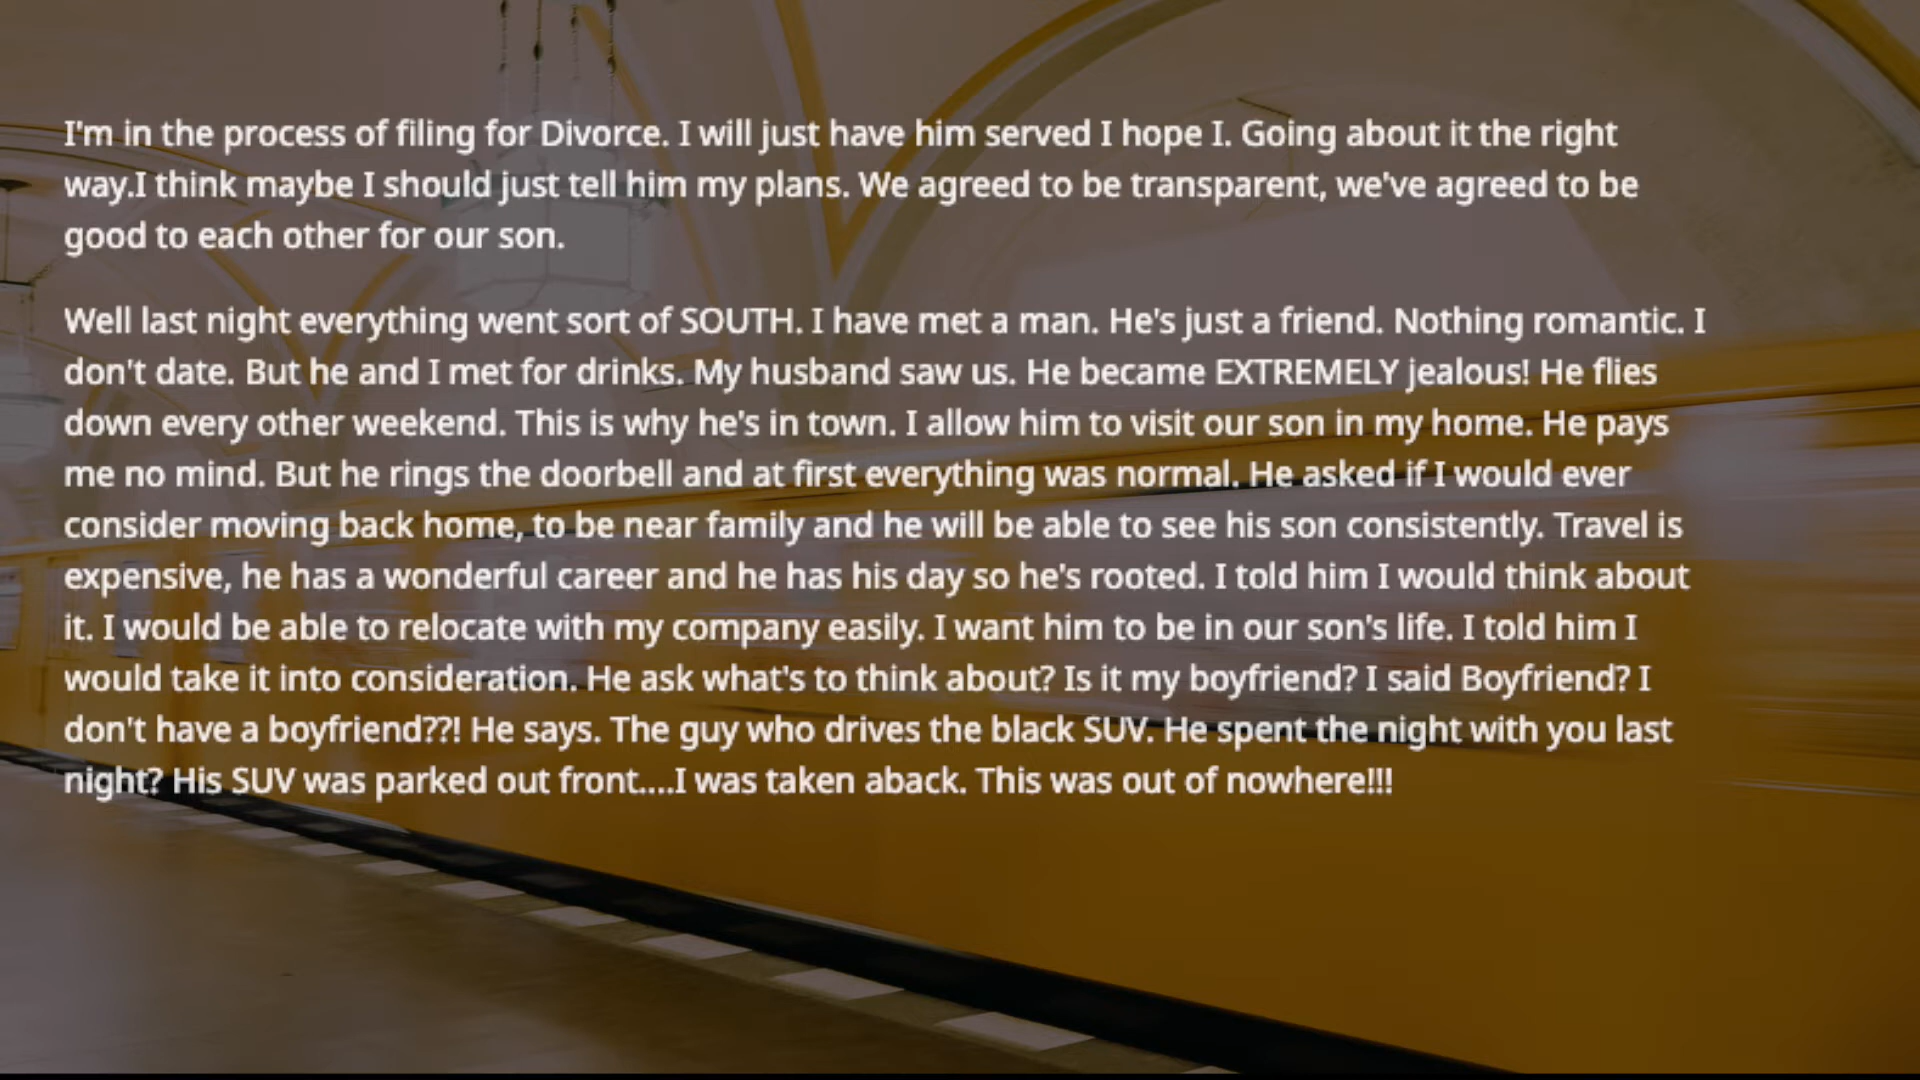 I'm in the process of filing for Divorce. I will just have him served I hope I. Going about it the right
way.I think maybe I should just tell him my plans. We agreed to be transparent, we've agreed to be
good to each other for our son.
Well last night everything went sort of SOUTH. I have met a man. He's just a friend. Nothing romantic. I
don't date. But he and I met for drinks. My husband saw us. He became EXTREMELY jealous! He flies
down every other weekend. This is why he's in town. I allow him to visit our son in my home. He pays
me no mind. But he rings the doorbell and at first everything was normal. He asked if I would ever
consider moving back home, to be near family and he will be able to see his son consistently. Travel is
expensive, he has a wonderful career and he has his day so he's rooted. I told him I would think about
it. I would be able to relocate with my company easily. I want him to be in our son's life. I told him I
would take it into consideration. He ask what's to think about? Is it my boyfriend? I said Boyfriend? I
don't have a boyfriend??! He says. The guy who drives the black SUV. He spent the night with you last
night? His SUV was parked out front....I was taken aback. This was out of nowhere!!!